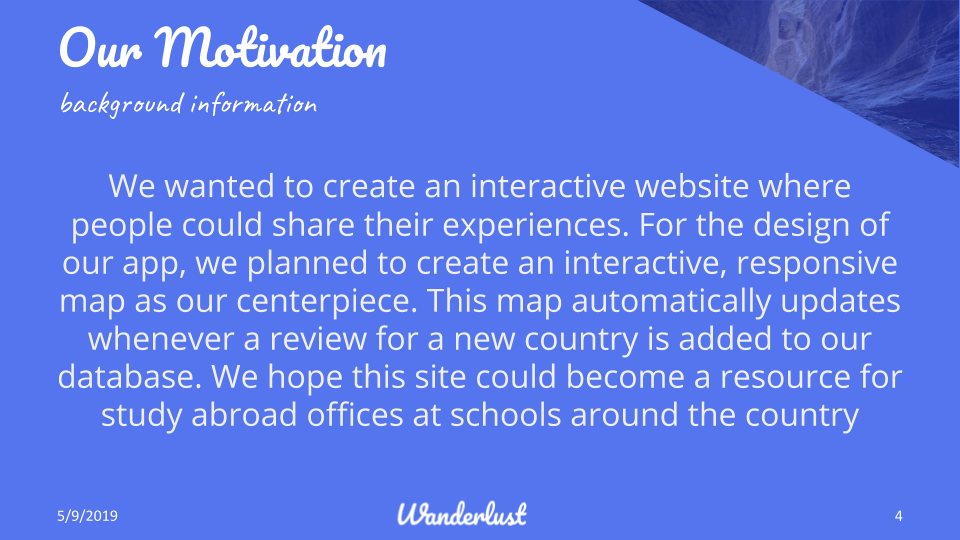 Our Motivation
background information
We wanted to create an interactive website where
people could share their experiences. For the design of
our app, we planned to create an interactive, responsive
map as our centerpiece. This map automatically updates
whenever a review for a new country is added to our
database. We hope this site could become a resource for
study abroad offices at schools around the country
5/9/2019
Wanderlust
4